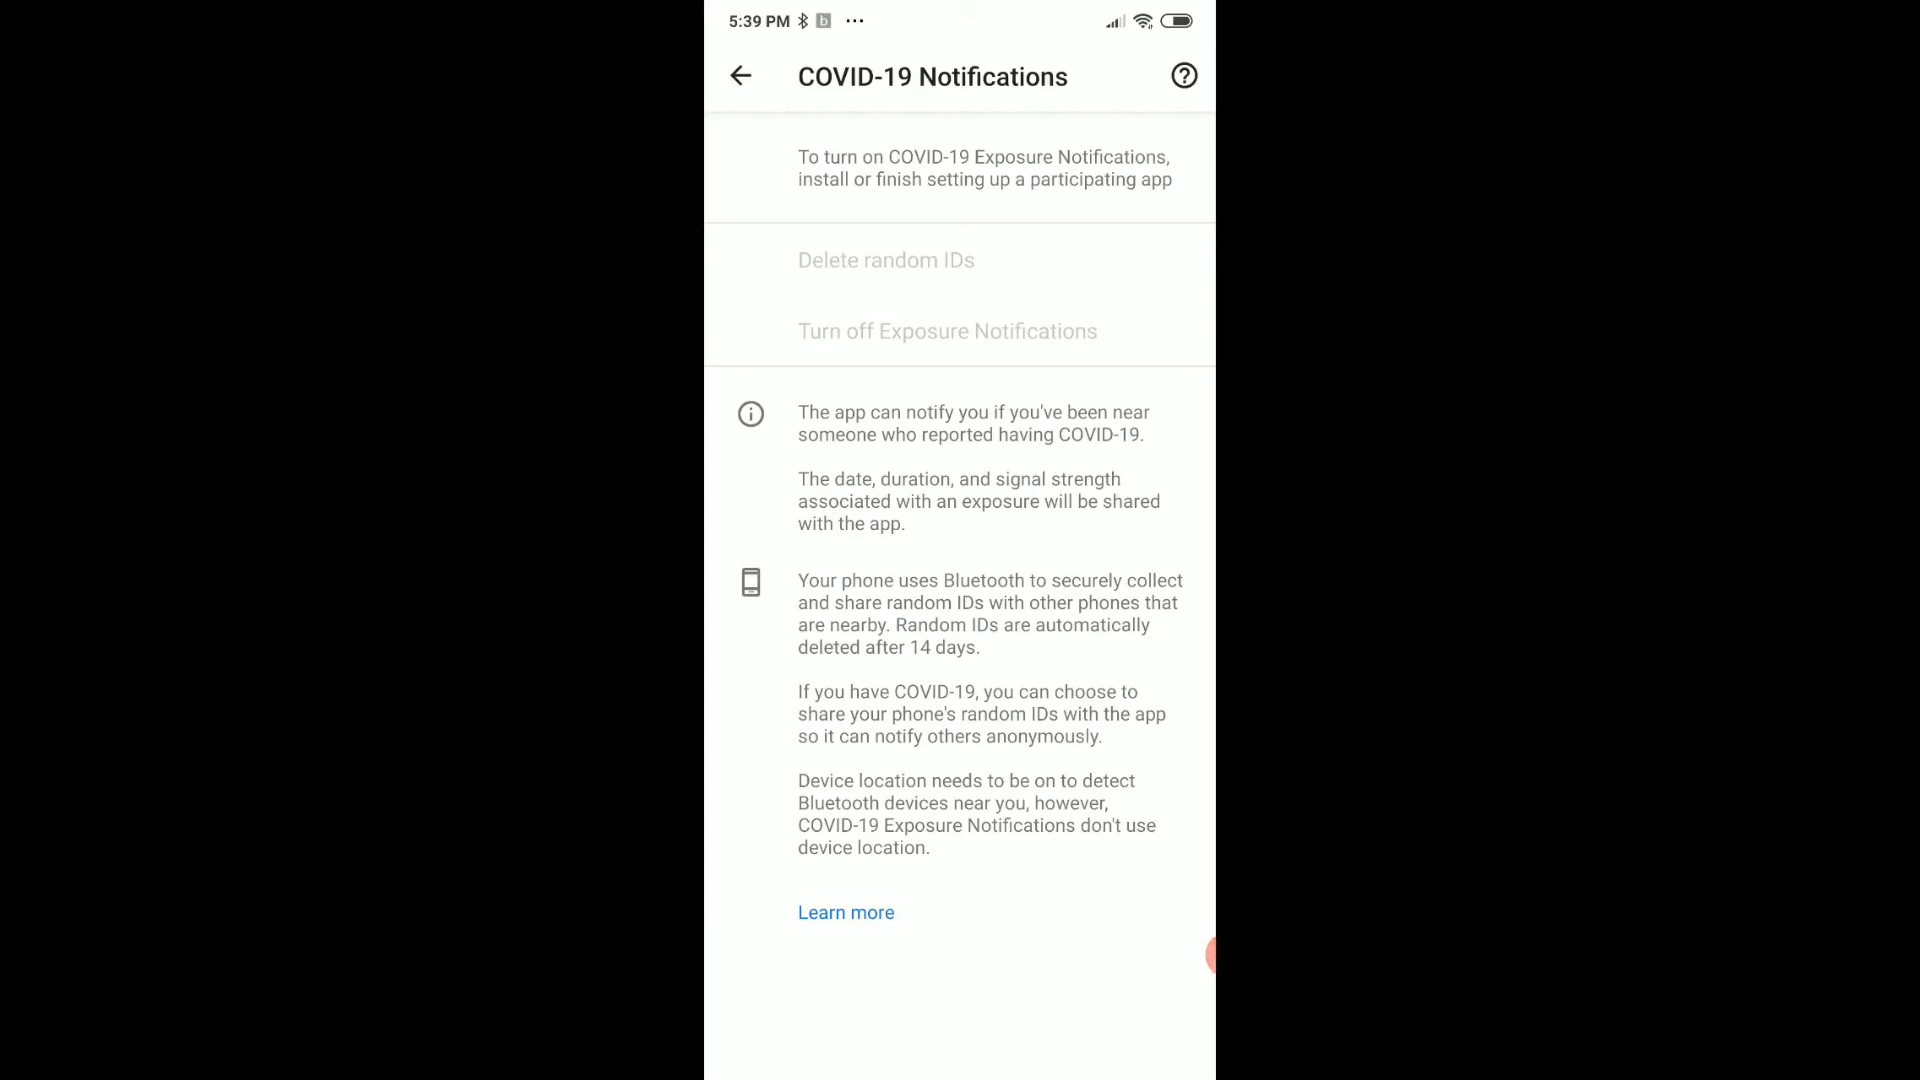 5:39 PM b ...
COVID-19 Notifications
To turn on COVID-19 Exposure Notifications,
install or finish setting up a participating app
Delete random IDs
Turn off Exposure Notifications
The app can notify you if you've been near
someone who reported having COVID-19.
The date, duration, and signal strength
associated with an exposure will be shared
with the app.
Your phone uses Bluetooth to securely collect
and share random IDs with other phones that
are nearby. Random IDs are automatically
deleted after 14 days.
If you have COVID-19, you can choose to
share your phone's random IDs with the app
so it can notify others anonymously.
Device location needs to be on to detect
Bluetooth devices near you, however,
COVID-19 Exposure Notifications don't use
device location.
Learn more